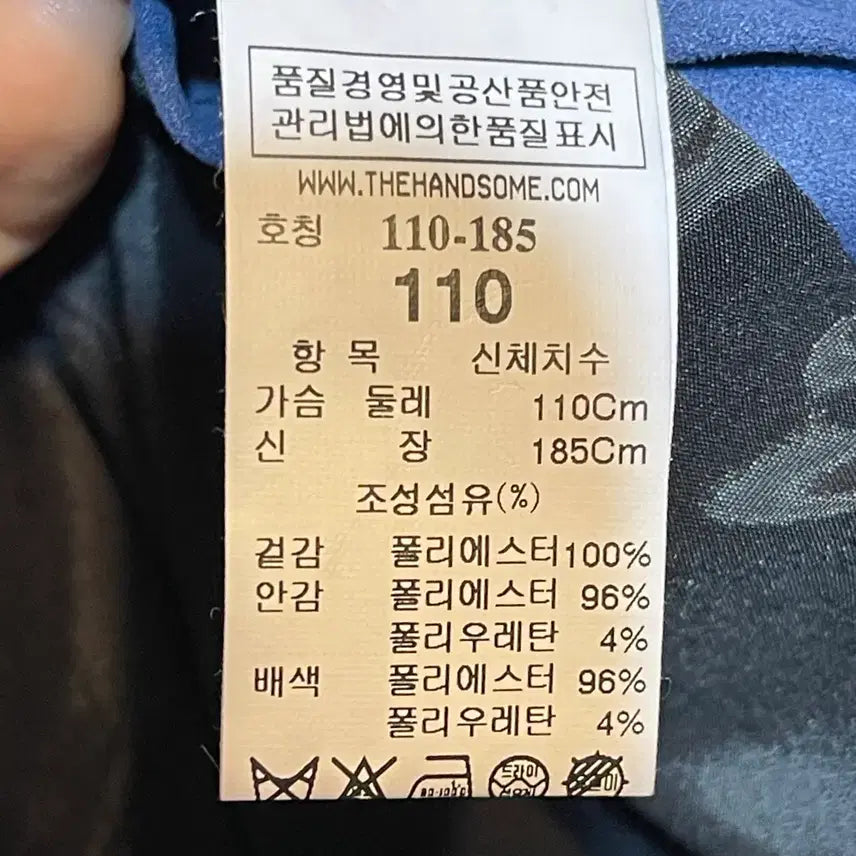 품질경영및공산품안전
관리법에의한품질표시
WWW.THEHANDSOME.COM
호칭 110-185
110
항 목 신체치수
가슴 둘레 110Cm
신 장 185Cm
조성섬유(%)
겉감 폴리에스터100%
안감 폴리에스터 96%
폴리우레탄 4%
배색 폴리에스터 96%
폴리우레탄 4%
드라이